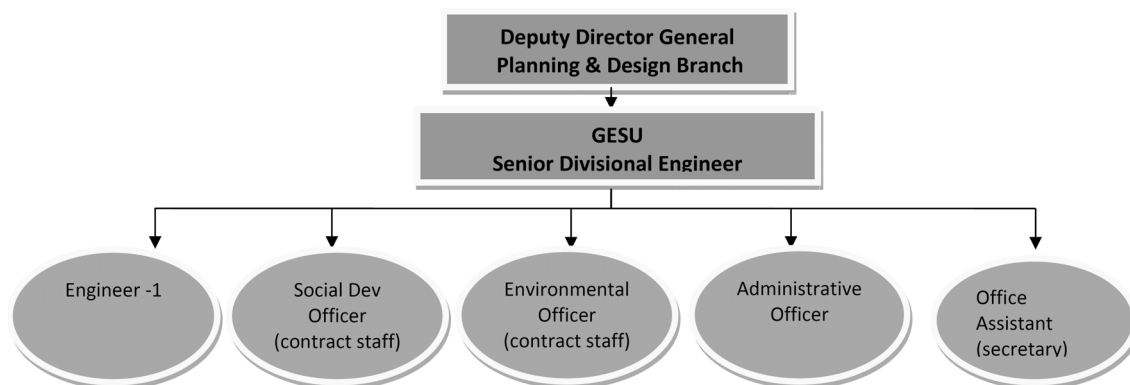 Deputy Director General
Planning & Design Branch
GESU
Senior Divisional Engineer
Engineer -1
Social Dev
Officer
(contract staff)
Environmental
Officer
(contract staff)
Administrative
Officer
Office
Assistant
(secretary)